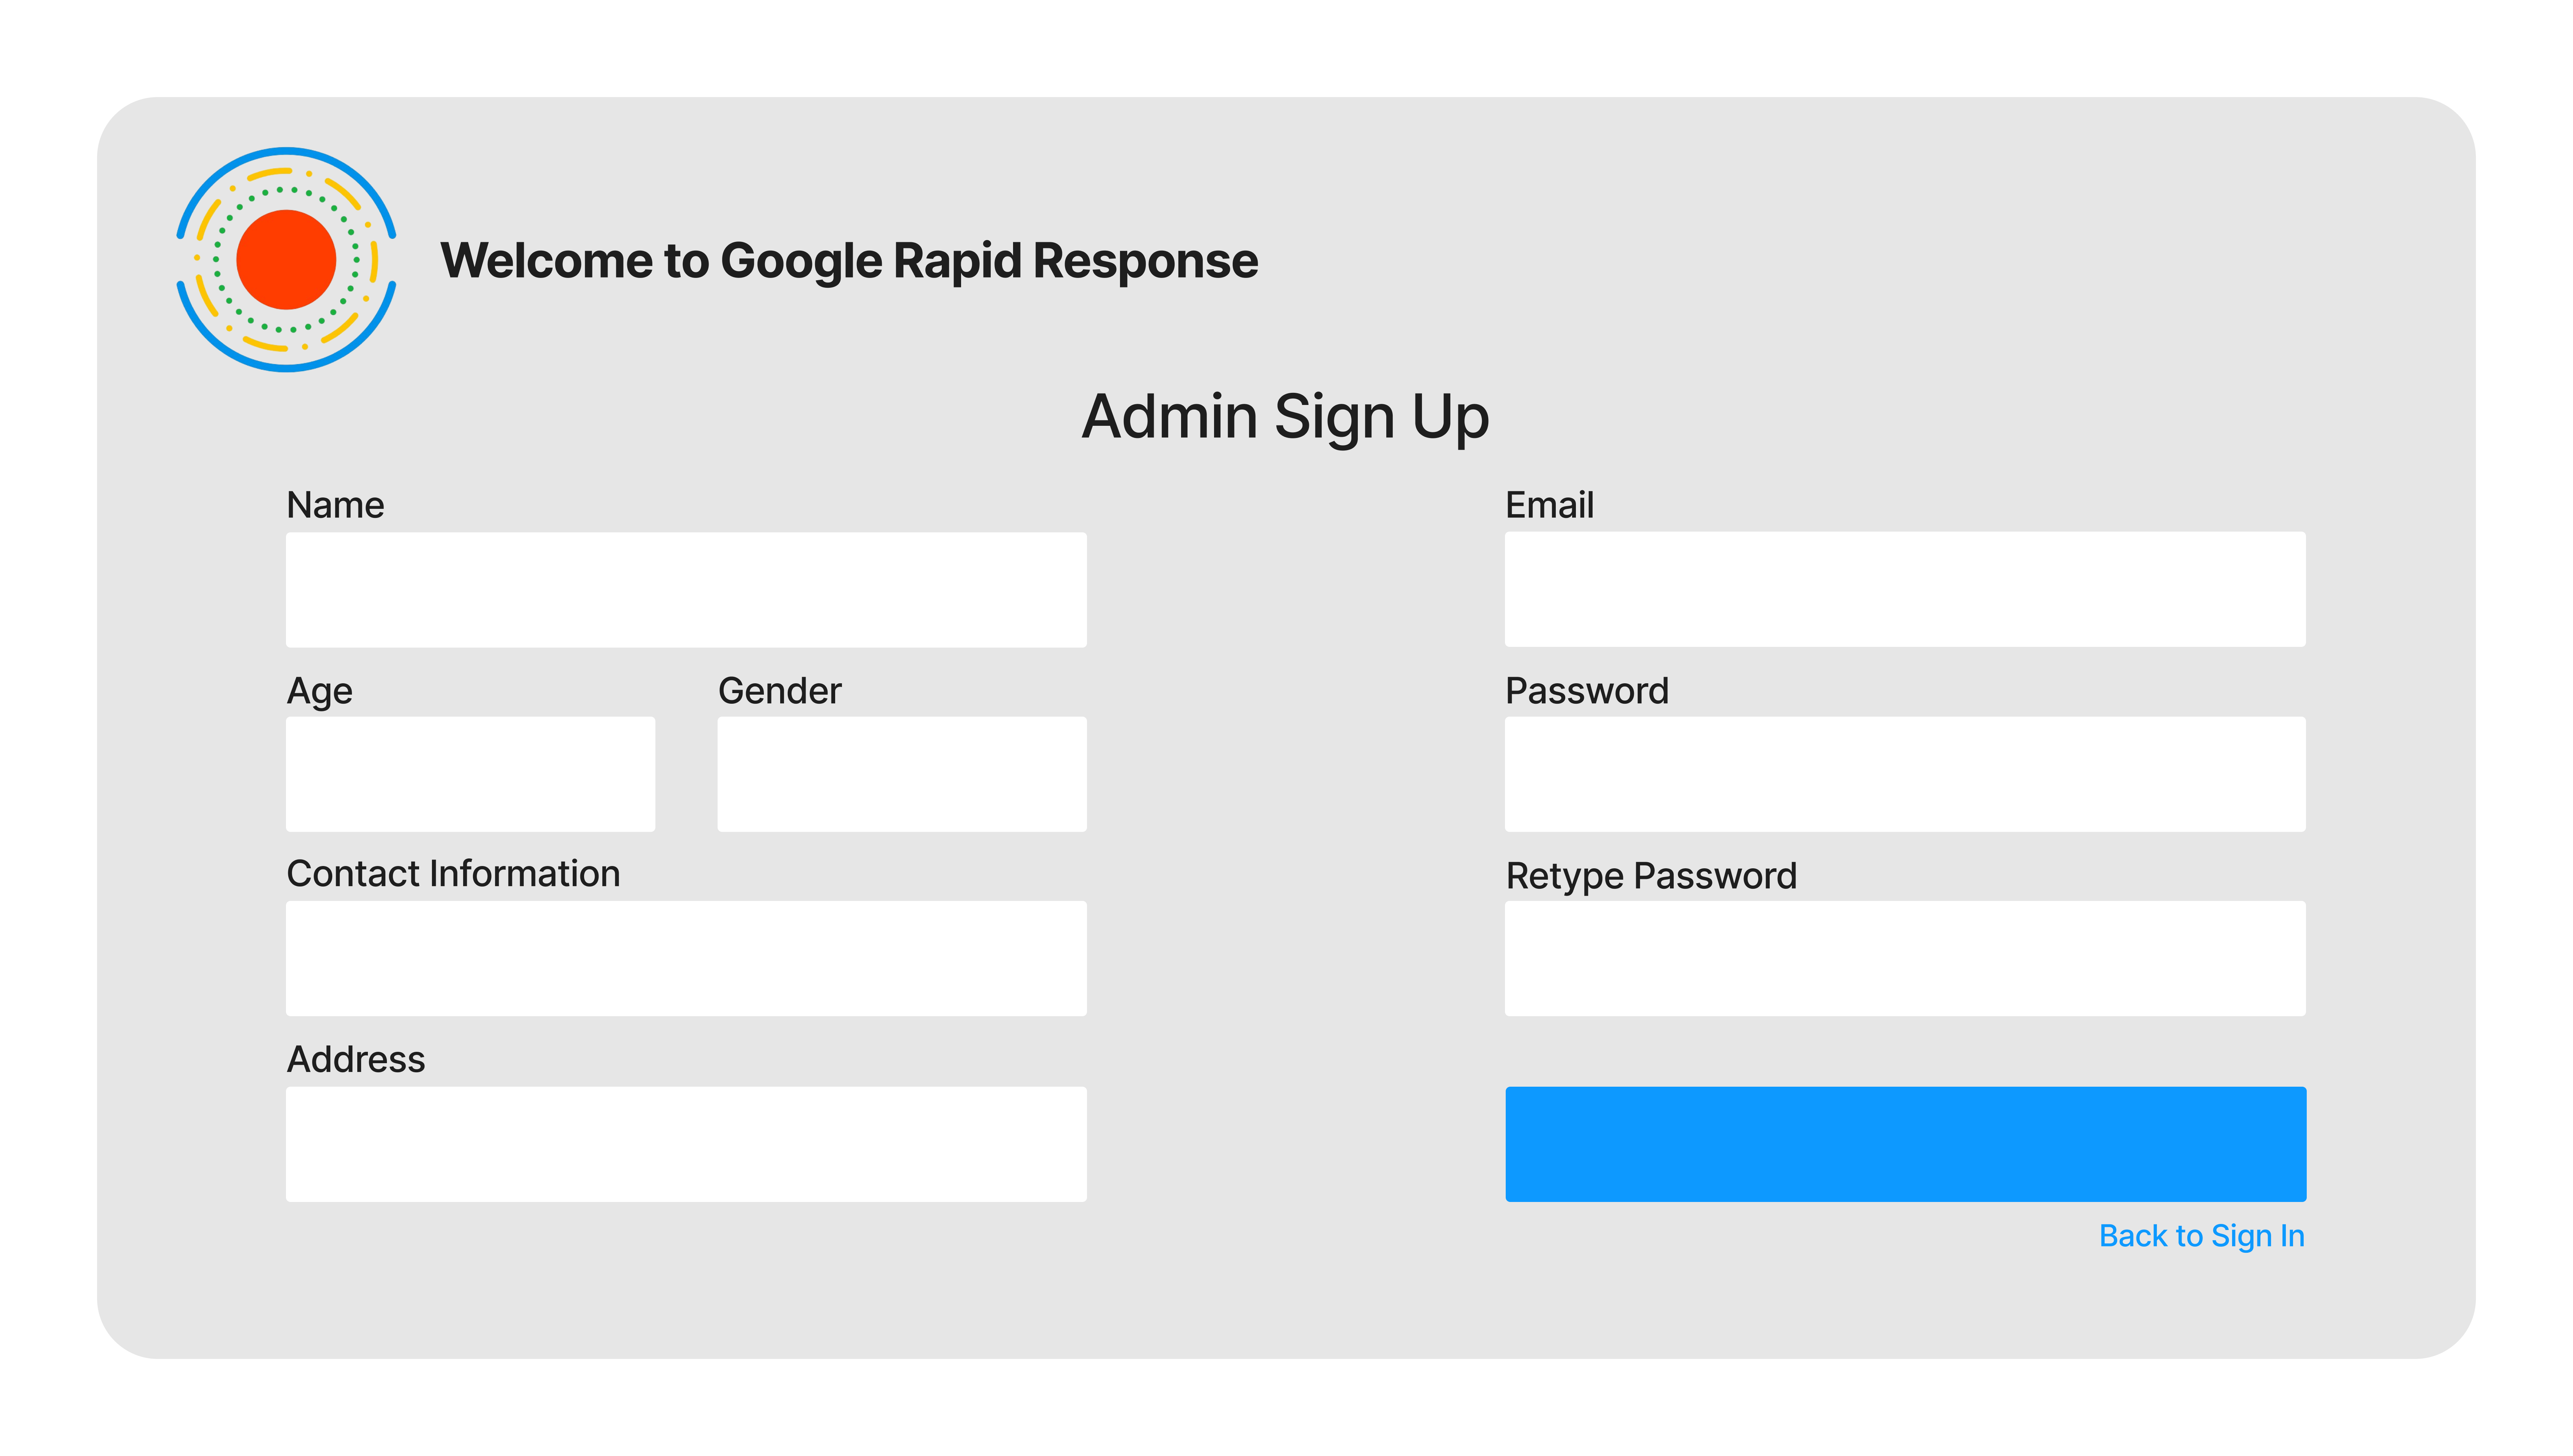 Welcome to Google Rapid Response
Admin Sign Up
Name
Email
Age
Gender
Password
Contact Information
Retype Password
Address
Back to Sign In